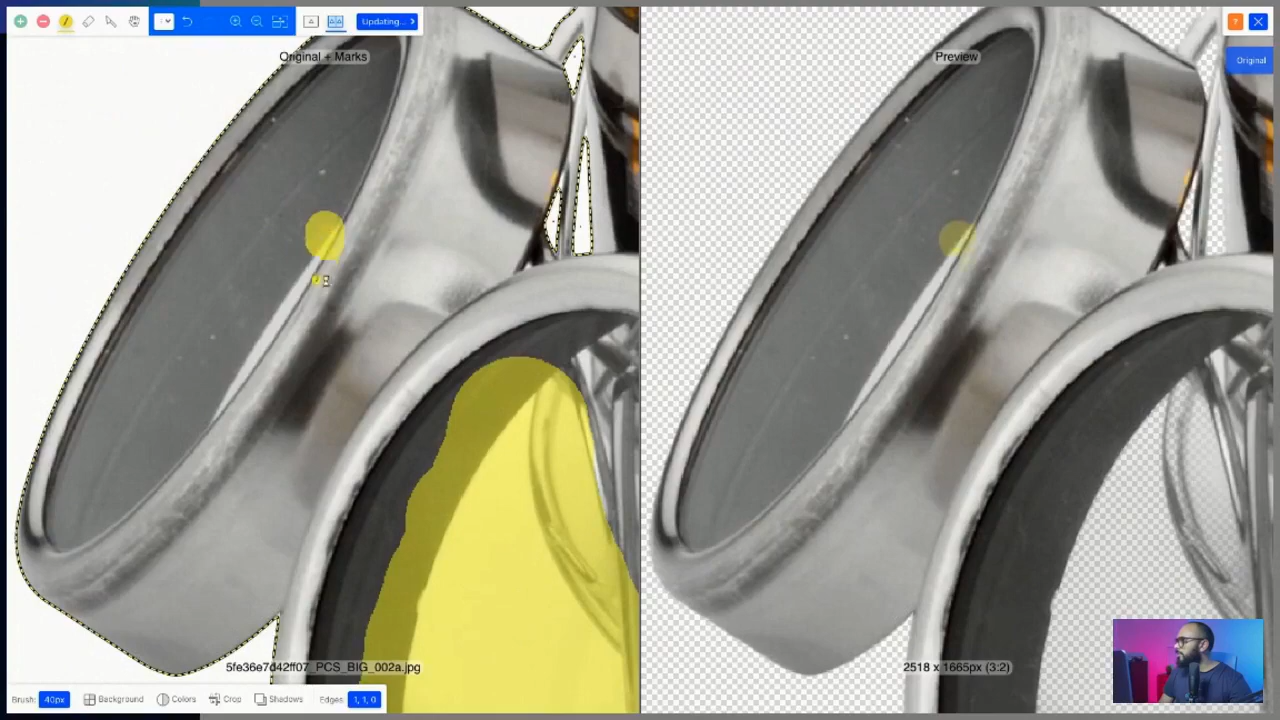 Updating...
?
Original + Marks
Preview
Original
5fe36e7d42ff07_PCS_BIG_002a.jpg
2518 x 1665px (3:2)
Brush: 40px Background Colors Crop Shadows Edges: 1, 1, 0